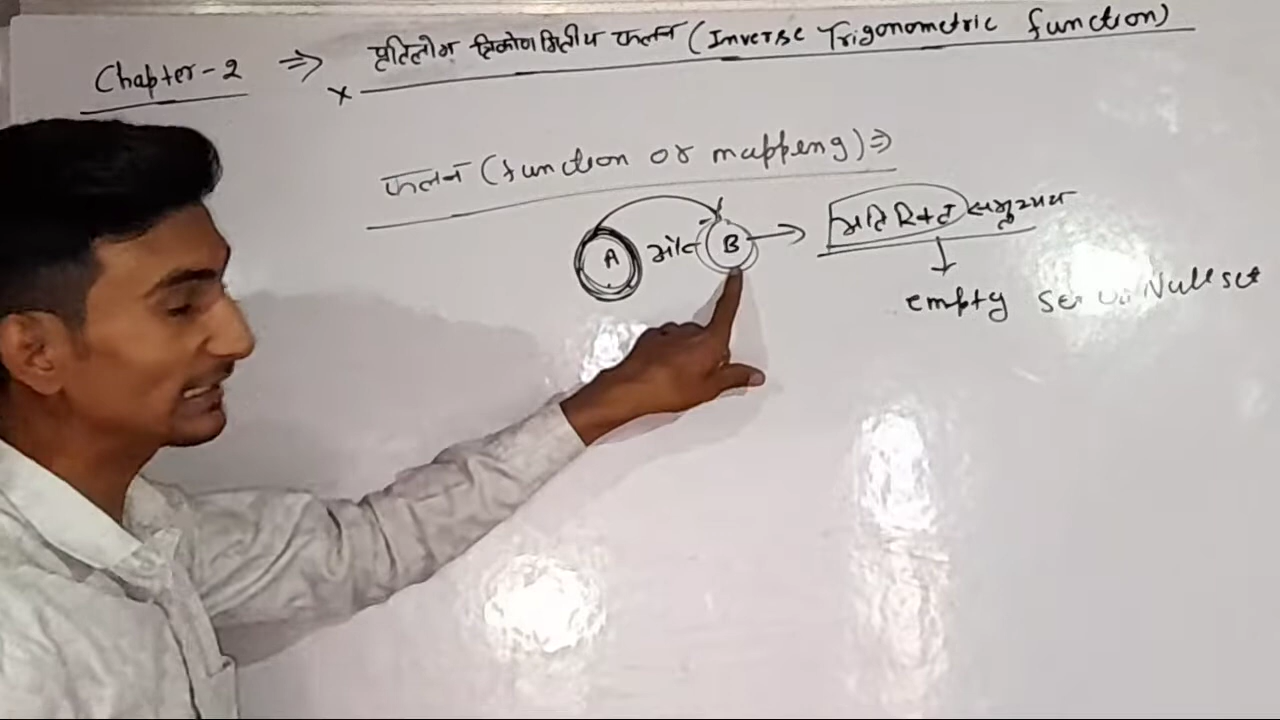 Chapter-2 ⇒ प्रतिलोम त्रिकोणमितीय फलन (Inverse Trigonometric function)
फलन (function or mapping) ⇒
A और B → अतिरिक्त समुच्चय
empty set Null set